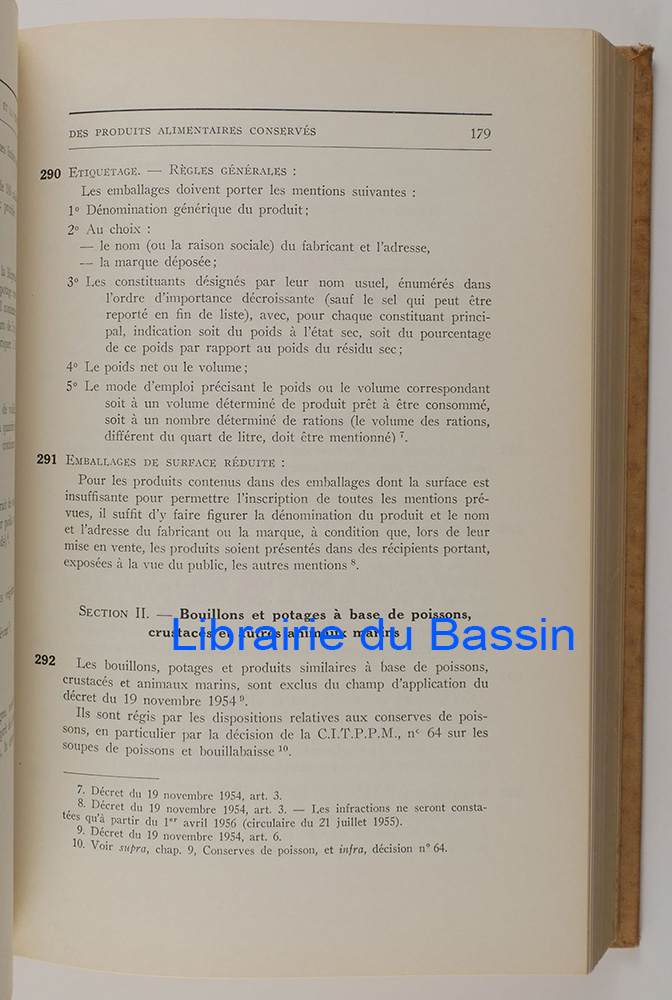 DES PRODUITS ALIMENTAIRES CONSERVÉS 179
290 ETIQUETAGE. — RÈGLES GÉNÉRALES :
Les emballages doivent porter les mentions suivantes :
1º Dénomination générique du produit;
2º Au choix :
— le nom (ou la raison sociale) du fabricant et l'adresse,
— la marque déposée;
3º Les constituants désignés par leur nom usuel, énumérés dans
l'ordre d'importance décroissante (sauf le sel qui peut être
reporté en fin de liste), avec, pour chaque constituant princi-
pal, indication soit du poids à l'état sec, soit du pourcentage
de ce poids par rapport au poids du résidu sec;
4º Le poids net ou le volume;
5º Le mode d'emploi précisant le poids ou le volume correspondant
soit à un volume déterminé de produit prêt à être consommé,
soit à un nombre déterminé de rations (le volume des rations,
différent du quart de litre, doit être mentionné) 7.
291 EMBALLAGES DE SURFACE RÉDUITE :
Pour les produits contenus dans des emballages dont la surface est
insuffisante pour permettre l'inscription de toutes les mentions pré-
vues, il suffit d'y faire figurer la dénomination du produit et le nom
et l'adresse du fabricant ou la marque, à condition que, lors de leur
mise en vente, les produits soient présentés dans des récipients portant,
exposées à la vue du public, les autres mentions 8.
SECTION II. — Bouillons et potages à base de poissons,
crustacés et autres animaux marins
Librairie du Bassin
292 Les bouillons, potages et produits similaires à base de poissons,
crustacés et animaux marins, sont exclus du champ d'application du
décret du 19 novembre 1954 9.
Ils sont régis par les dispositions relatives aux conserves de pois-
sons, en particulier par la décision de la C.I.T.P.P.M., nº 64 sur les
soupes de poissons et bouillabaisse 10.
7. Décret du 19 novembre 1954, art. 3.
8. Décret du 19 novembre 1954, art. 3. — Les infractions ne seront consta-
tées qu'à partir du 1er avril 1956 (circulaire du 21 juillet 1955).
9. Décret du 19 novembre 1954, art. 6.
10. Voir supra, chap. 9, Conserves de poisson, et infra, décision nº 64.